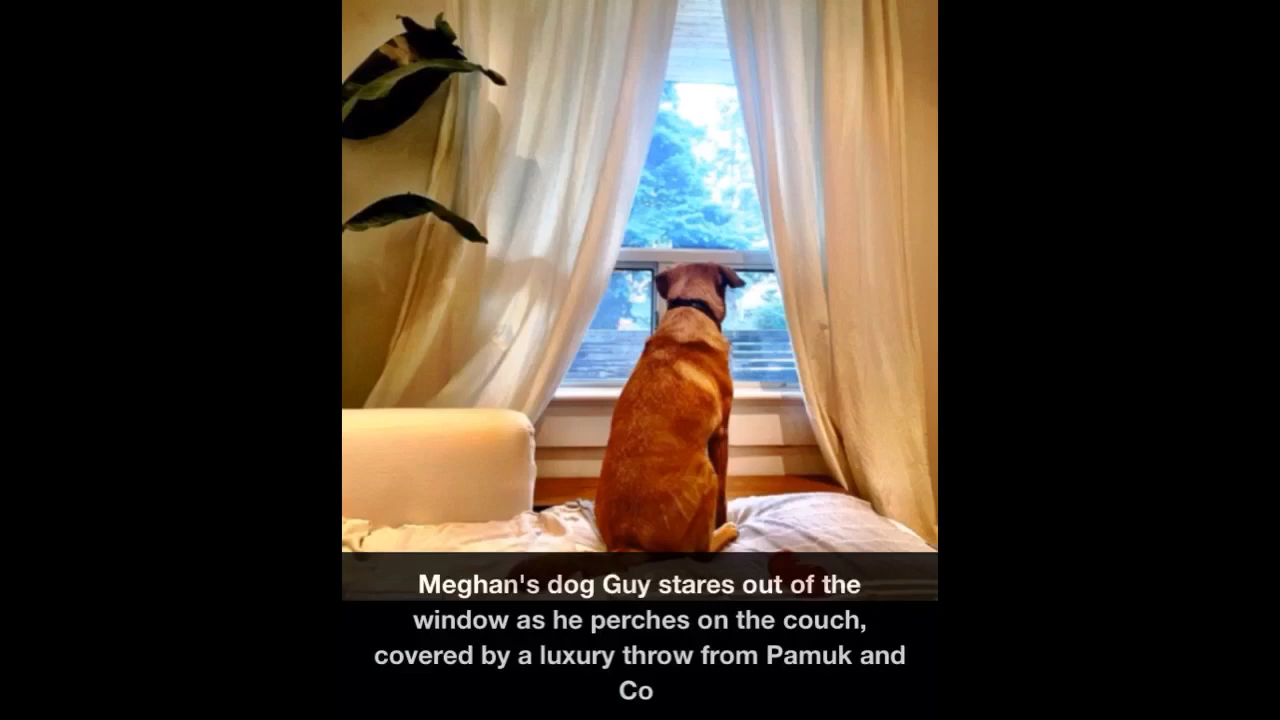 Meghan's dog Guy stares out of the
window as he perches on the couch,
covered by a luxury throw from Pamuk and
Co